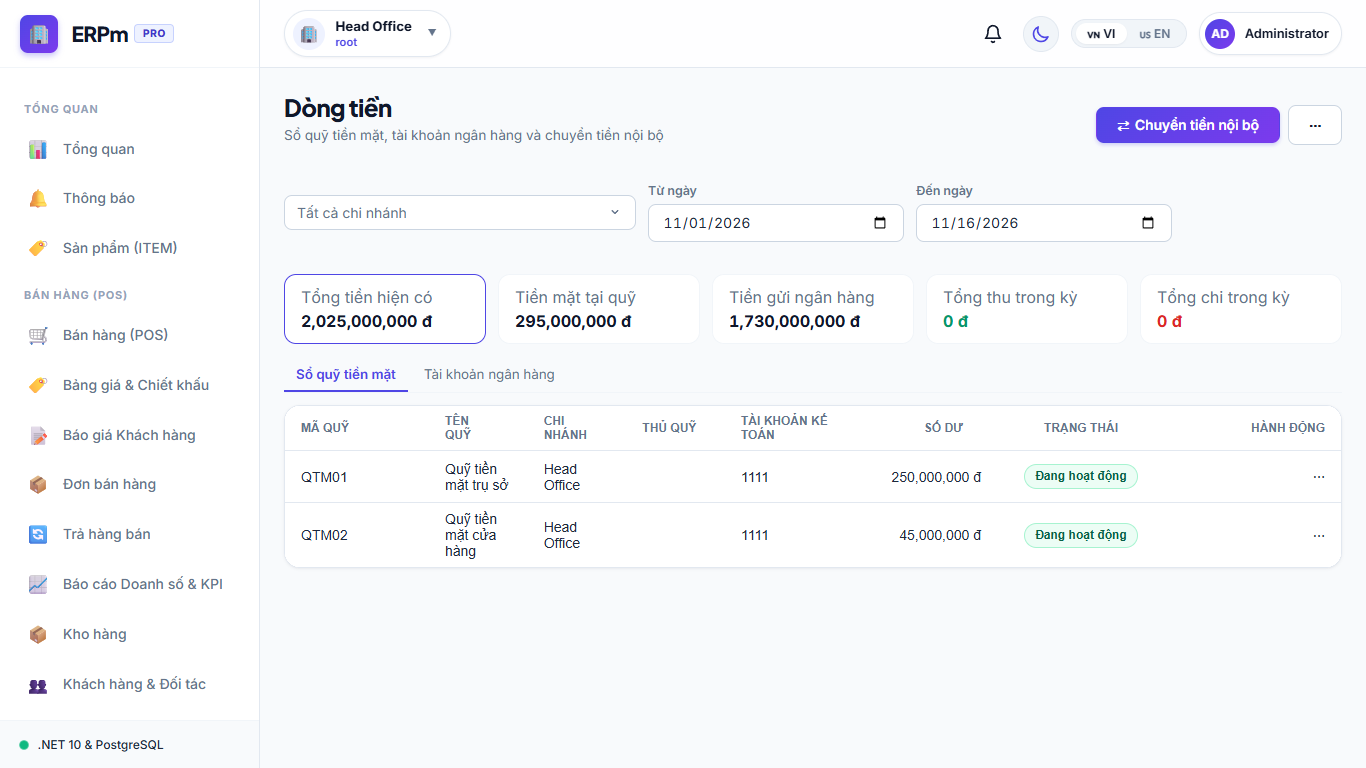 ERPm PRO
Head Office
root
VN VI
US EN
AD
Administrator
TỔNG QUAN
Tổng quan
Thông báo
Sản phẩm (ITEM)
BÁN HÀNG (POS)
Bán hàng (POS)
Bảng giá & Chiết khấu
Báo giá Khách hàng
Đơn bán hàng
Trả hàng bán
Báo cáo Doanh số & KPI
Kho hàng
Khách hàng & Đối tác
.NET 10 & PostgreSQL
Dòng tiền
Sổ quỹ tiền mặt, tài khoản ngân hàng và chuyển tiền nội bộ
⇄ Chuyển tiền nội bộ
...
Tất cả chi nhánh
Từ ngày
11/01/2026
Đến ngày
11/16/2026
Tổng tiền hiện có
2,025,000,000 đ
Tiền mặt tại quỹ
295,000,000 đ
Tiền gửi ngân hàng
1,730,000,000 đ
Tổng thu trong kỳ
0 đ
Tổng chi trong kỳ
0 đ
Sổ quỹ tiền mặt
Tài khoản ngân hàng
MÃ QUỸ
TÊN
QUỸ
CHI
NHÁNH
THỦ QUỸ
TÀI KHOẢN KẾ
TOÁN
SỐ DƯ
TRẠNG THÁI
HÀNH ĐỘNG
QTM01
Quỹ tiền
mặt trụ sở
Head
Office
1111
250,000,000 đ
Đang hoạt động
...
QTM02
Quỹ tiền
mặt cửa
hàng
Head
Office
1111
45,000,000 đ
Đang hoạt động
...